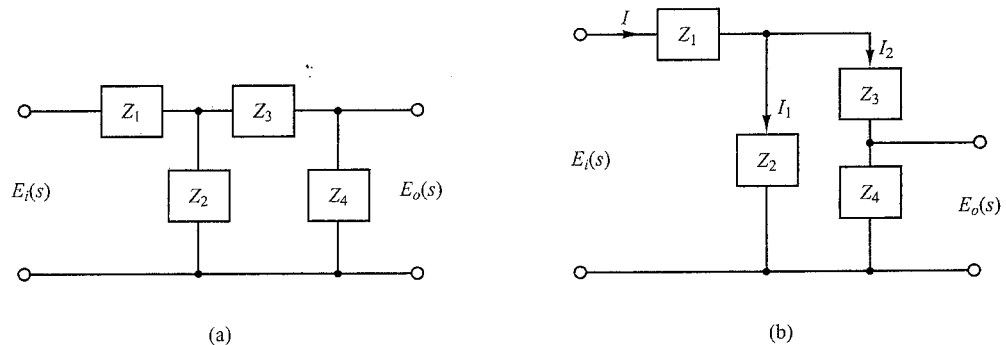 Z1
Z3
Z2
Z4
Ei(s)
Eo(s)
(a)
I
Z1
I2
Z3
I1
Z2
Z4
Ei(s)
Eo(s)
(b)